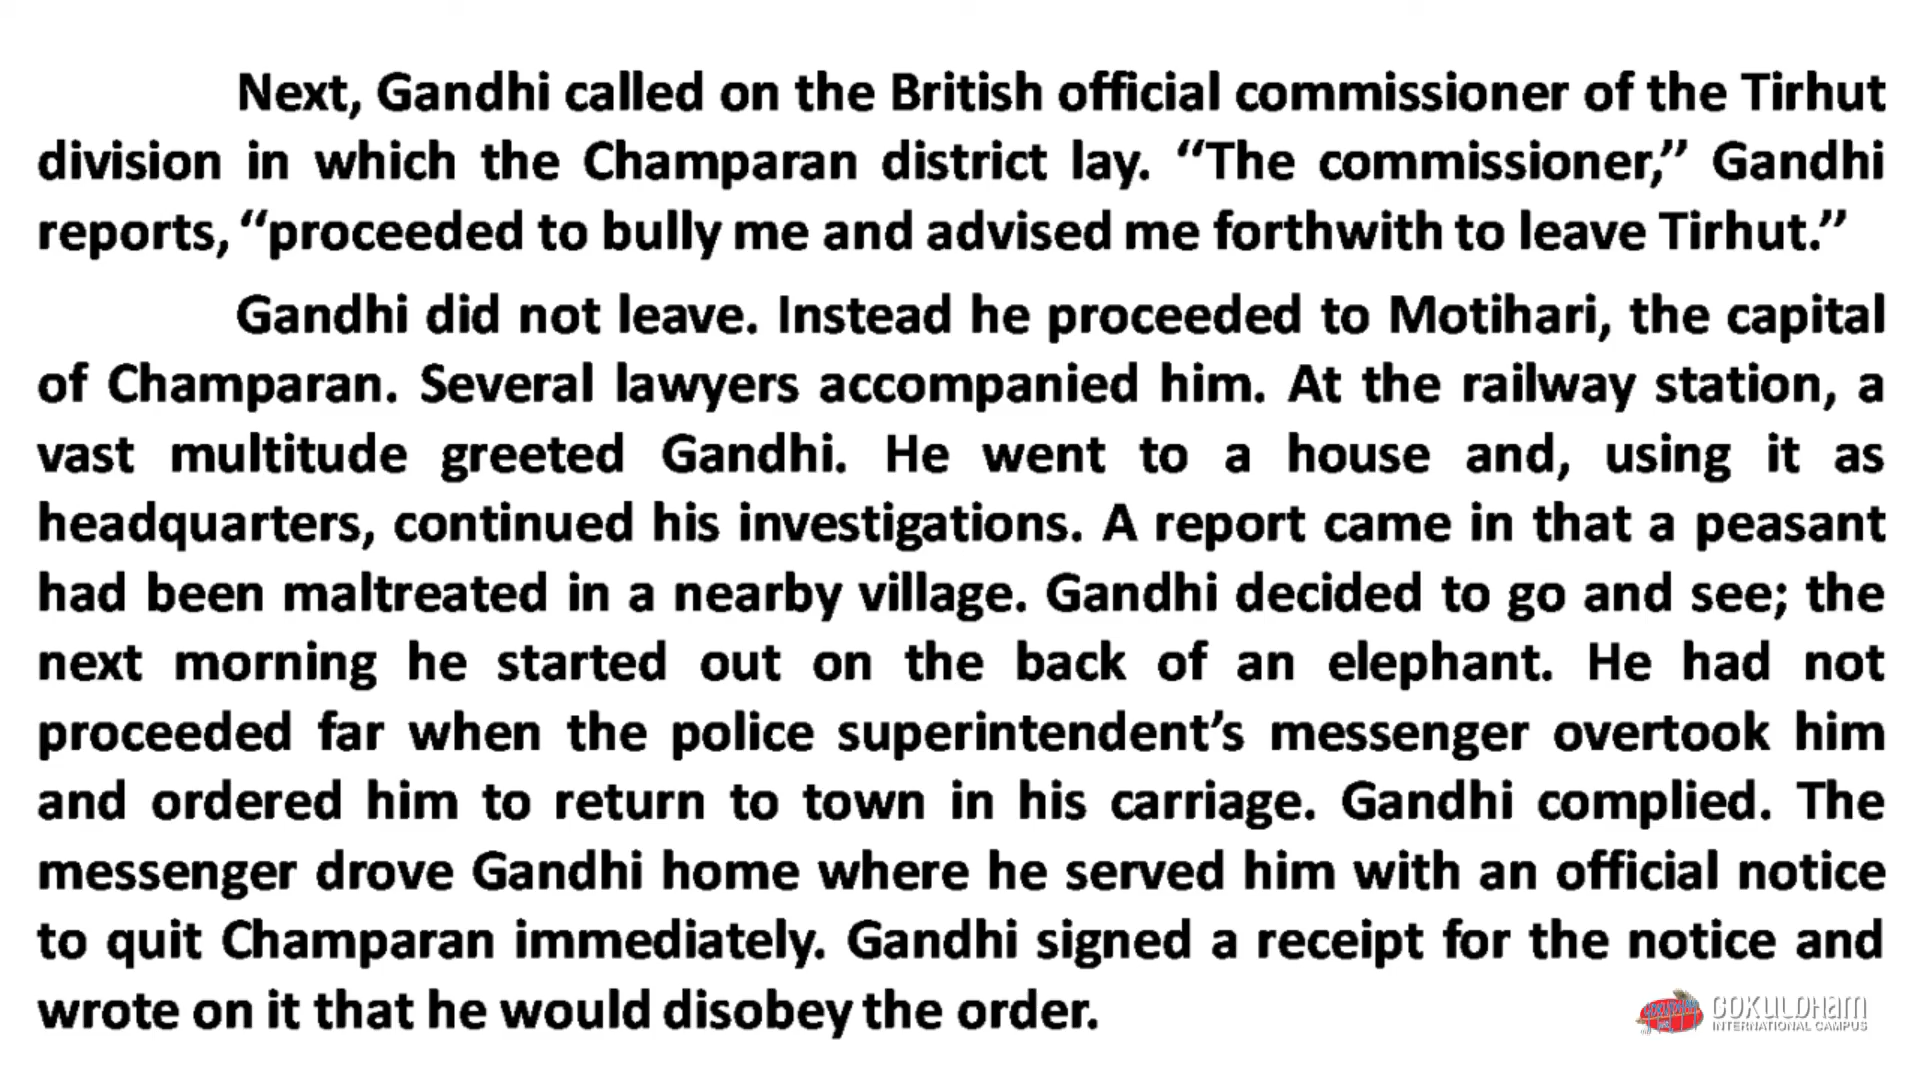 Next, Gandhi called on the British official commissioner of the Tirhut
division in which the Champaran district lay. “The commissioner,” Gandhi
reports, “proceeded to bully me and advised me forthwith to leave Tirhut.”
Gandhi did not leave. Instead he proceeded to Motihari, the capital
of Champaran. Several lawyers accompanied him. At the railway station, a
vast multitude greeted Gandhi. He went to a house and, using it as
headquarters, continued his investigations. A report came in that a peasant
had been maltreated in a nearby village. Gandhi decided to go and see; the
next morning he started out on the back of an elephant. He had not
proceeded far when the police superintendent’s messenger overtook him
and ordered him to return to town in his carriage. Gandhi complied. The
messenger drove Gandhi home where he served him with an official notice
to quit Champaran immediately. Gandhi signed a receipt for the notice and
wrote on it that he would disobey the order.
GOKULDHAM
INTERNATIONAL CAMPUS